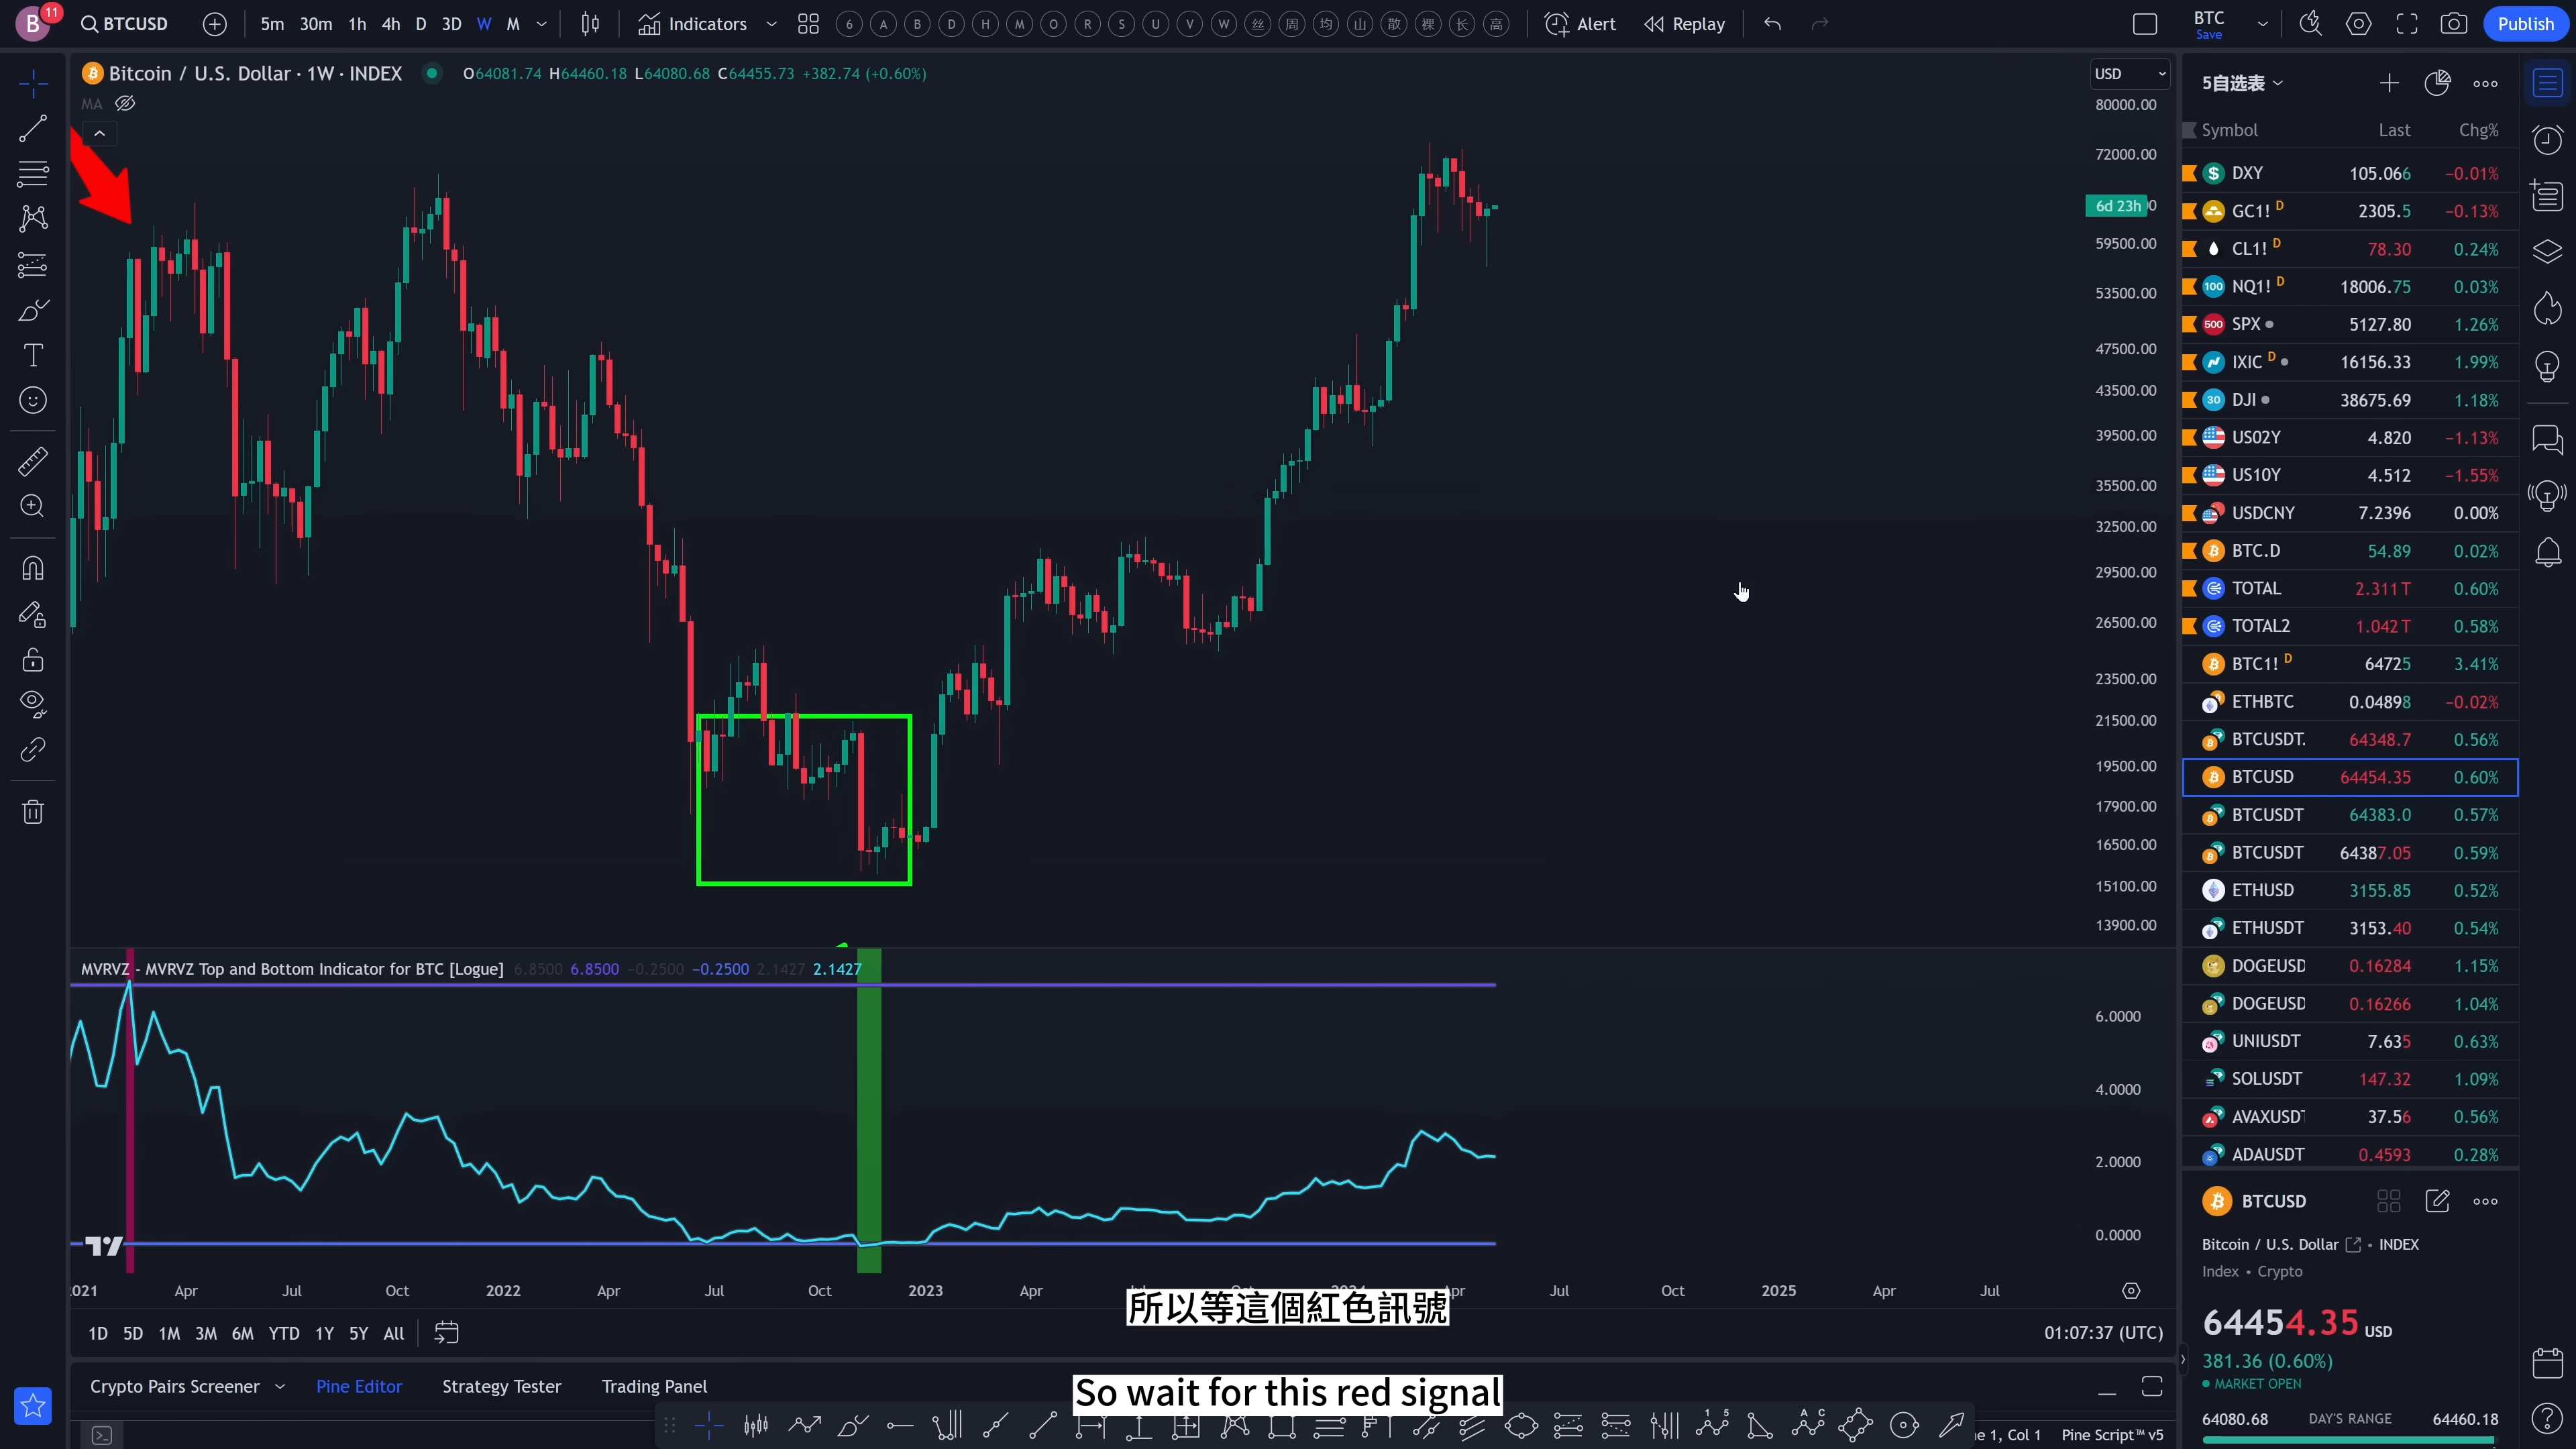 B 11 BTCUSD 5m 30m 1h 4h D 3D W M Indicators 6 A B D H M O R S U V W 丝 周 均 山 散 裸 长 高 Alert Replay BTC Save Publish
Bitcoin / U.S. Dollar · 1W · INDEX O64081.74 H64460.18 L64080.68 C64455.73 +382.74 (+0.60%) USD
MA
80000.00
72000.00
6d 23h
59500.00
53500.00
47500.00
43500.00
39500.00
35500.00
32500.00
29500.00
26500.00
23500.00
21500.00
19500.00
17900.00
16500.00
15100.00
13900.00
MVRVZ - MVRVZ Top and Bottom Indicator for BTC [Logue] 6.8500 6.8500 −0.2500 −0.2500 2.1427 2.1427
6.0000
4.0000
2.0000
0.0000
Apr Jul Oct 2022 Apr Jul Oct 2023 Apr Jul Oct 2025 Apr Jul
所以等這個紅色訊號
1D 5D 1M 3M 6M YTD 1Y 5Y All 01:07:37 (UTC)
Crypto Pairs Screener Pine Editor Strategy Tester Trading Panel
So wait for this red signal
Col 1 Pine Script™ v5
5自选表
Symbol Last Chg%
DXY 105.066 −0.01%
GC1! D 2305.5 −0.13%
CL1! D 78.30 0.24%
NQ1! D 18006.75 0.03%
SPX 5127.80 1.26%
IXIC D 16156.33 1.99%
DJI 38675.69 1.18%
US02Y 4.820 −1.13%
US10Y 4.512 −1.55%
USDCNY 7.2396 0.00%
BTC.D 54.89 0.02%
TOTAL 2.311 T 0.60%
TOTAL2 1.042 T 0.58%
BTC1! D 64725 3.41%
ETHBTC 0.04898 −0.02%
BTCUSDT. 64348.7 0.56%
BTCUSD 64454.35 0.60%
BTCUSDT 64383.0 0.57%
BTCUSDT 64387.05 0.59%
ETHUSD 3155.85 0.52%
ETHUSDT 3153.40 0.54%
DOGEUSD 0.16284 1.15%
DOGEUSD 0.16266 1.04%
UNIUSDT 7.635 0.63%
SOLUSDT 147.32 1.09%
AVAXUSDT 37.56 0.56%
ADAUSDT 0.4593 0.28%
BTCUSD
Bitcoin / U.S. Dollar • INDEX
Index • Crypto
64454.35 USD
381.36 (0.60%)
MARKET OPEN
64080.68 DAY'S RANGE 64460.18